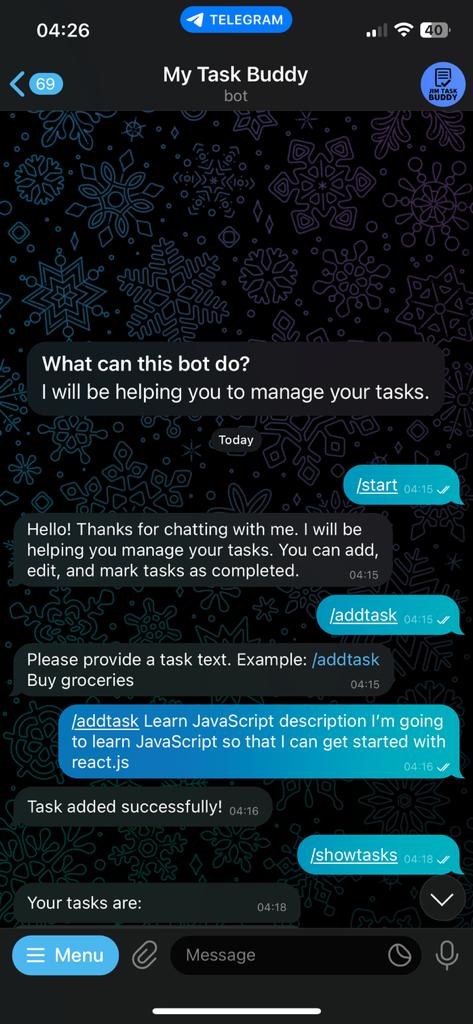 04:26
TELEGRAM
40
69
My Task Buddy
bot
JIM TASK
BUDDY
What can this bot do?
I will be helping you to manage your tasks.
Today
/start 04:15
Hello! Thanks for chatting with me. I will be
helping you manage your tasks. You can add,
edit, and mark tasks as completed. 04:15
/addtask 04:15
Please provide a task text. Example: /addtask
Buy groceries 04:15
/addtask Learn JavaScript description I’m going
to learn JavaScript so that I can get started with
react.js 04:16
Task added successfully! 04:16
/showtasks 04:18
Your tasks are: 04:18
Menu
Message